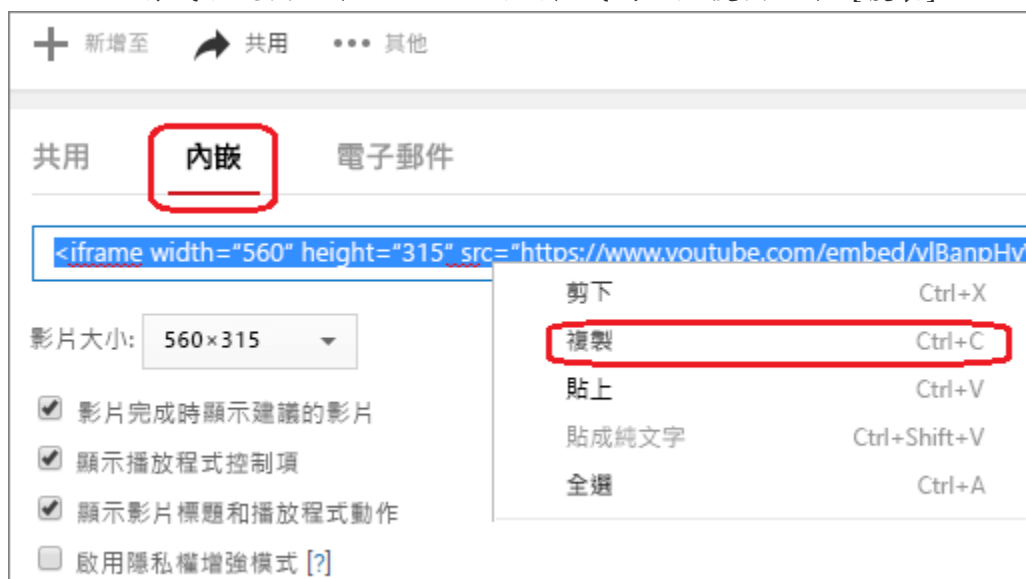 新增至 共用 其他
共用 內嵌 電子郵件
<iframe width="560" height="315" src="https://www.youtube.com/embed/vlBanpHv
剪下 Ctrl+X
影片大小: 560×315
複製 Ctrl+C
貼上 Ctrl+V
影片完成時顯示建議的影片
貼成純文字 Ctrl+Shift+V
顯示播放程式控制項
全選 Ctrl+A
顯示影片標題和播放程式動作
啟用隱私權增強模式 [?]